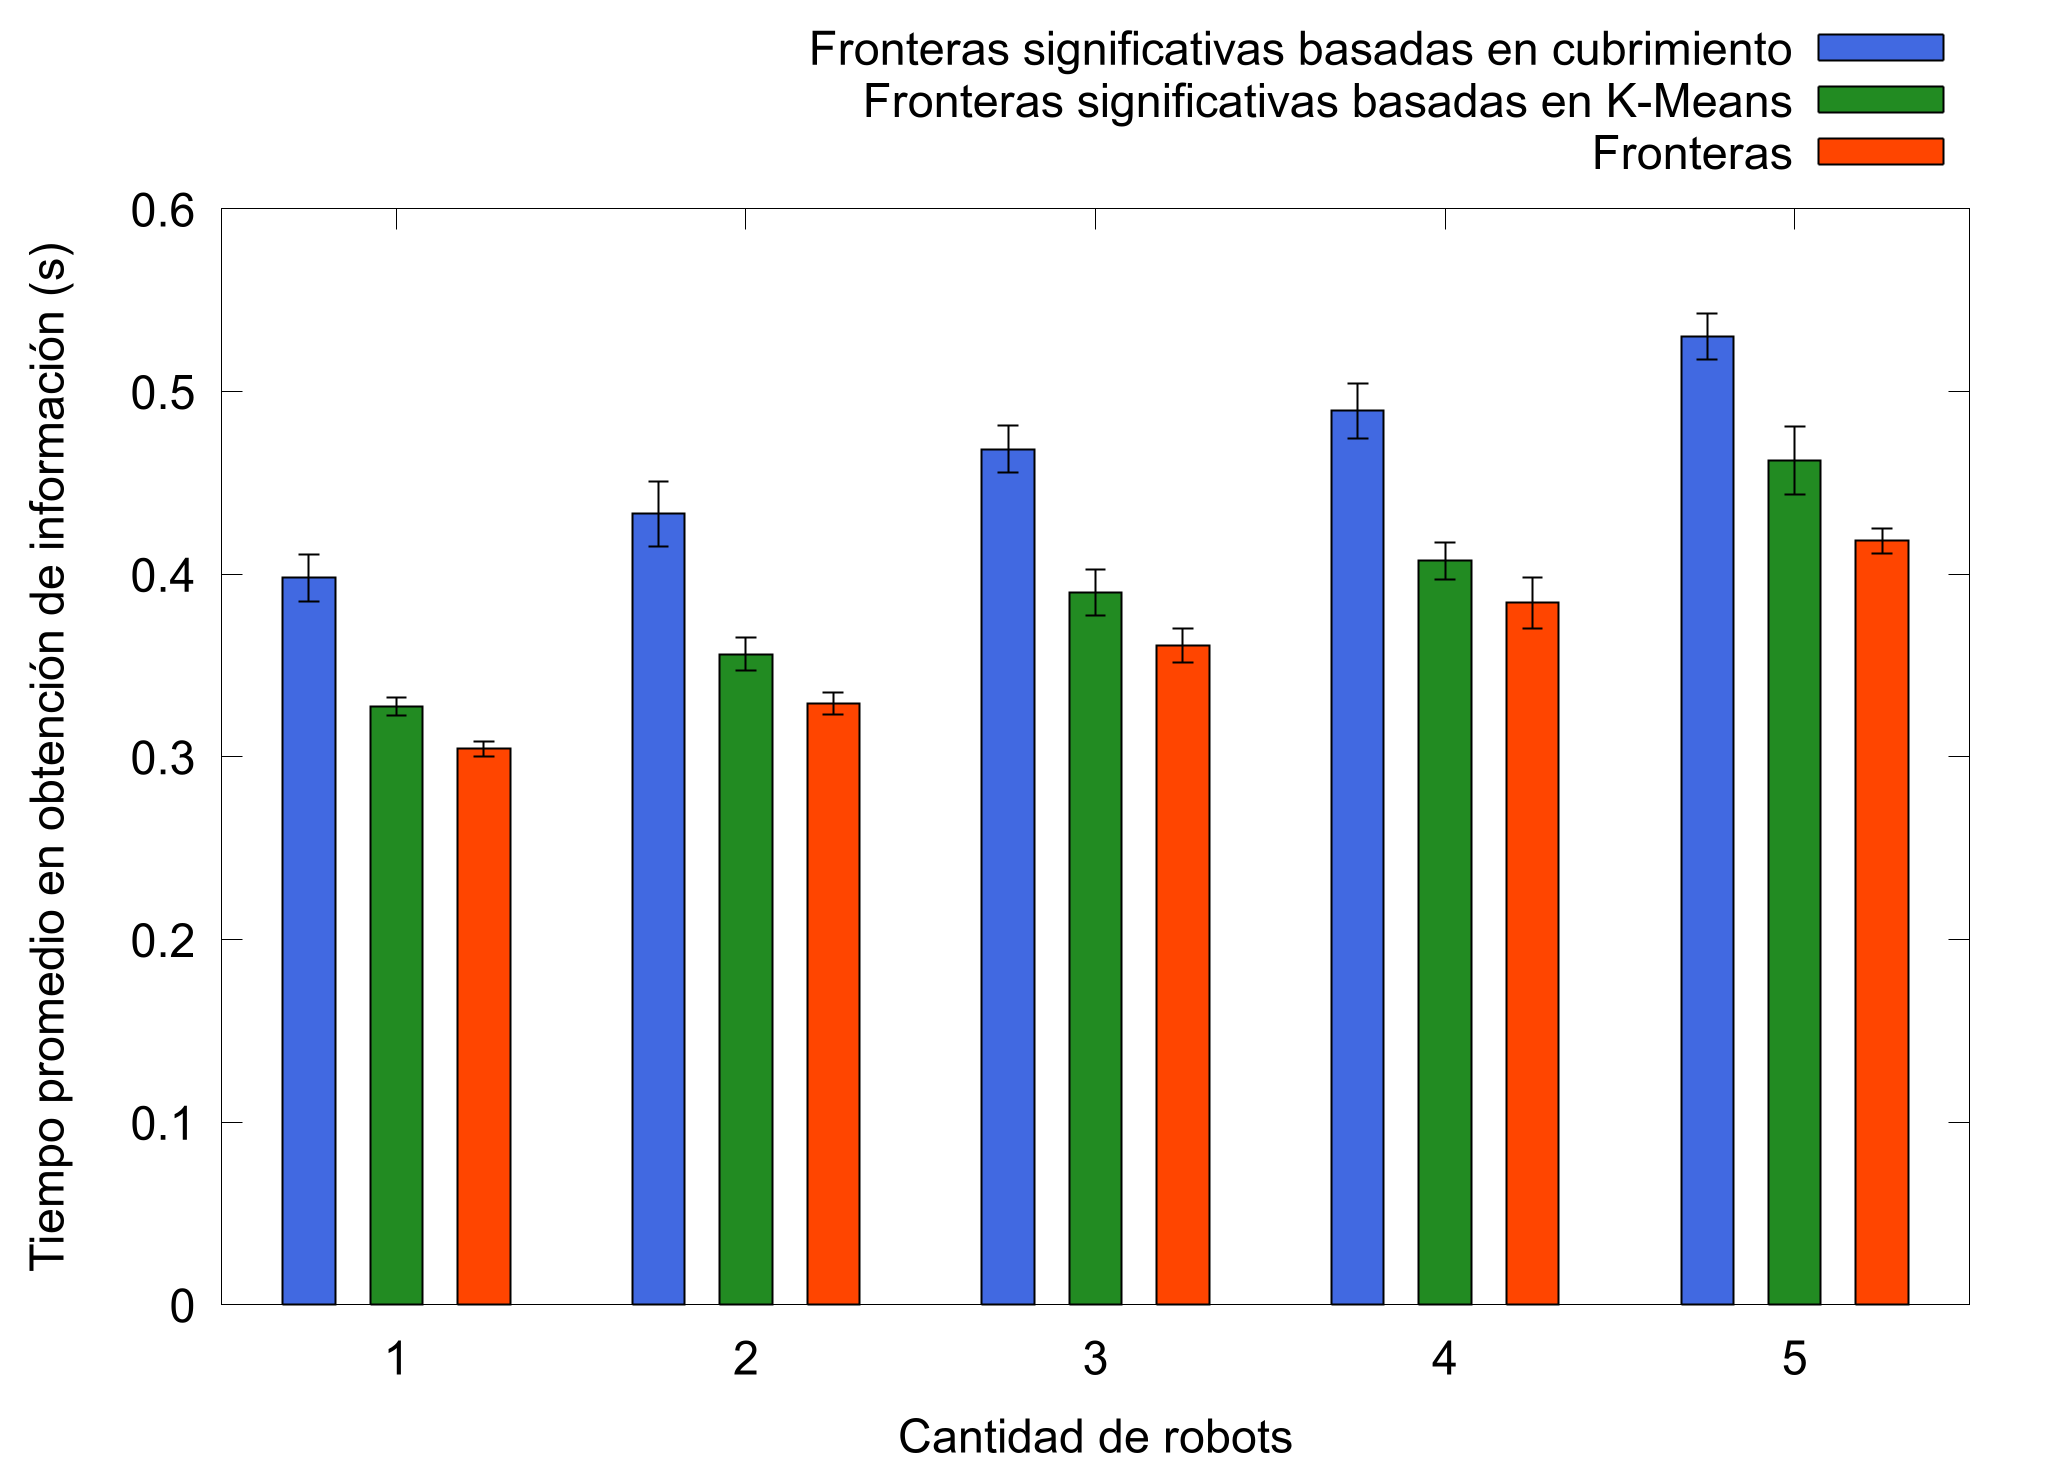 Fronteras significativas basadas en cubrimiento
Fronteras significativas basadas en K-Means
Fronteras
Tiempo promedio en obtención de información (s)
0.6
0.5
0.4
0.3
0.2
0.1
0
1 2 3 4 5
Cantidad de robots